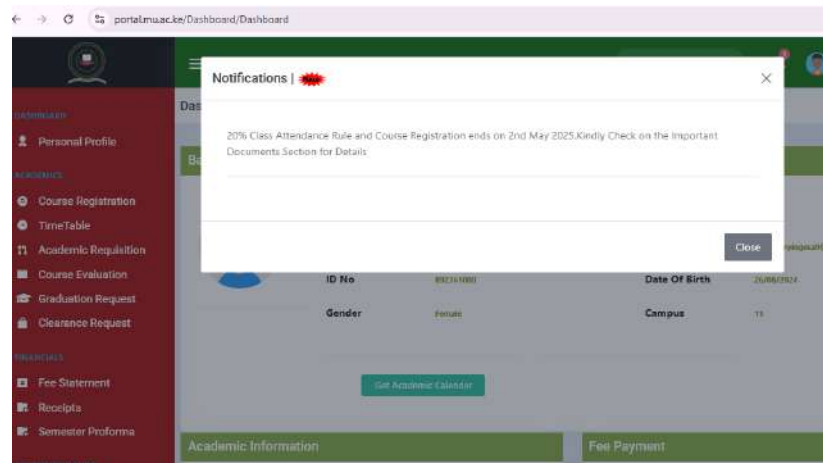 portal.mu.ac.ke/Dashboard/Dashboard
Notifications |
20% Class Attendance Rule and Course Registration ends on 2nd May 2025.Kindly Check on the Important
Documents Section for Details
Close
DASHBOARD
Personal Profile
ACADEMICS
Course Registration
TimeTable
Academic Requisition
Course Evaluation
Graduation Request
Clearance Request
FINANCIALS
Fee Statement
Receipts
Semester Proforma
Das
Ba
ID No
Date Of Birth
Gender
Female
Campus
Get Academic Calender
Academic Information
Fee Payment